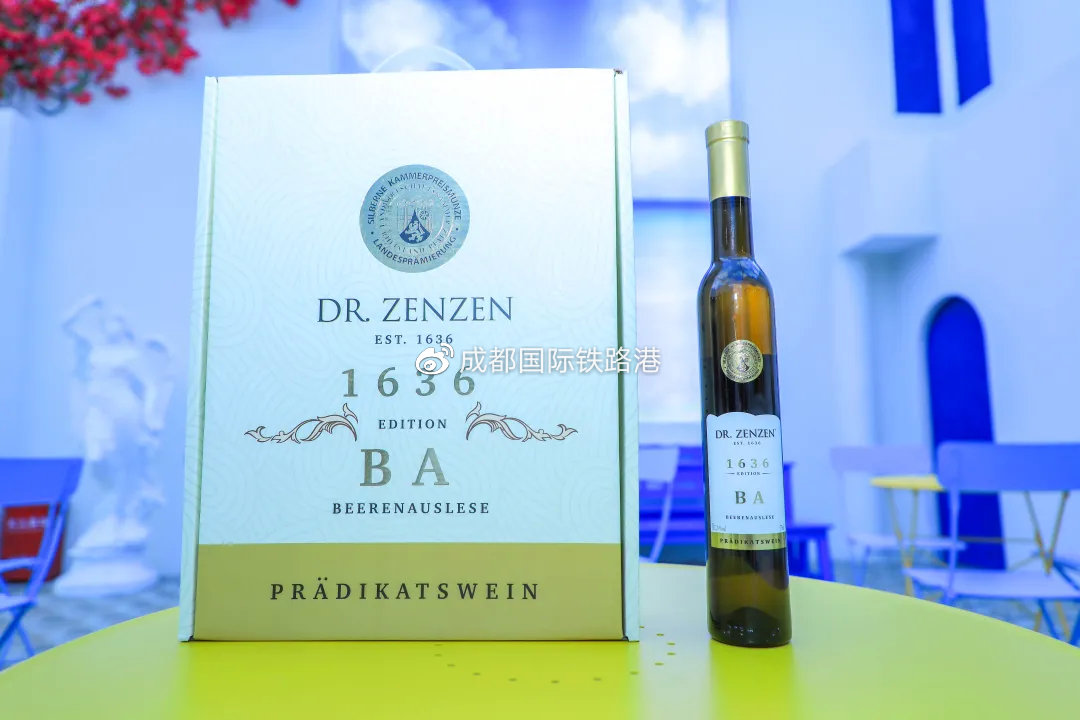 SILBERNE KAMMERPREISMÜNZE
LANDESPRÄMIERUNG
DR. ZENZEN
EST. 1636
1636
EDITION
BA
BEERENAUSLESE
PRÄDIKATSWEIN
成都国际铁路港
DR. ZENZEN
EST. 1636
1636
EDITION
BA
BEERENAUSLESE
PRÄDIKATSWEIN